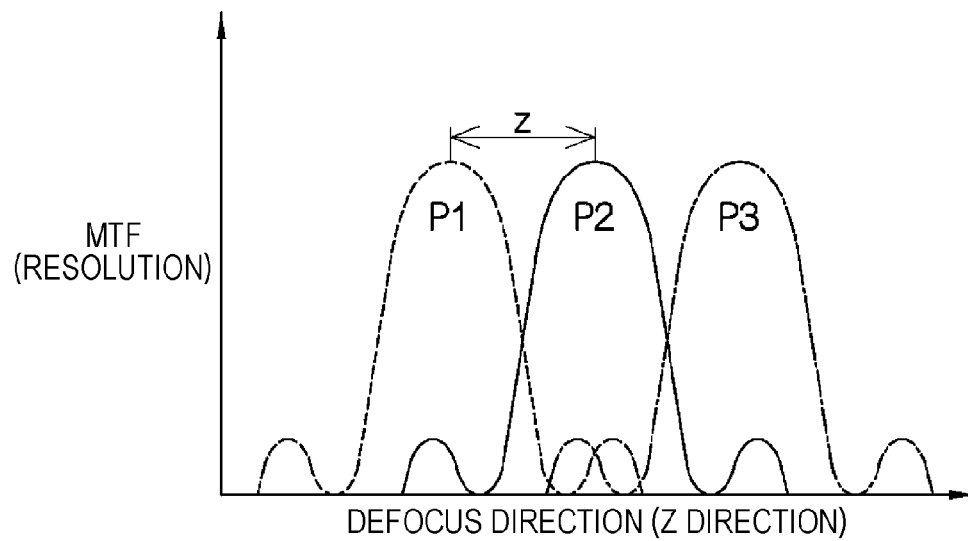 Z
P1 P2 P3
MTF
(RESOLUTION)
DEFOCUS DIRECTION (Z DIRECTION)